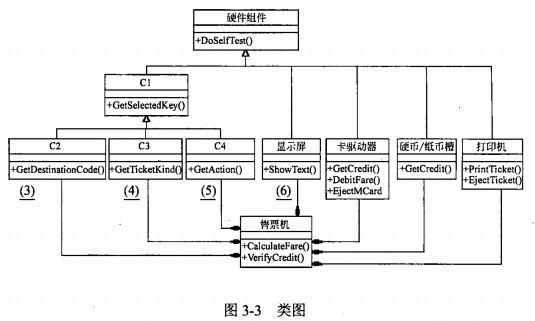 硬件组件
+DoSelfTest()
C1
+GetSelectedKey()
C2
+GetDestinationCode()
C3
+GetTicketKind()
C4
+GetAction()
显示屏
+ShowText()
卡驱动器
+GetCredit()
+DebitFare()
+EjectMCard
硬币/纸币槽
+GetCredit()
打印机
+PrintTicket()
+EjectTicket()
(3)
(4)
(5)
(6)
售票机
+CalculateFare()
+VerifyCredit()
图 3-3 类图